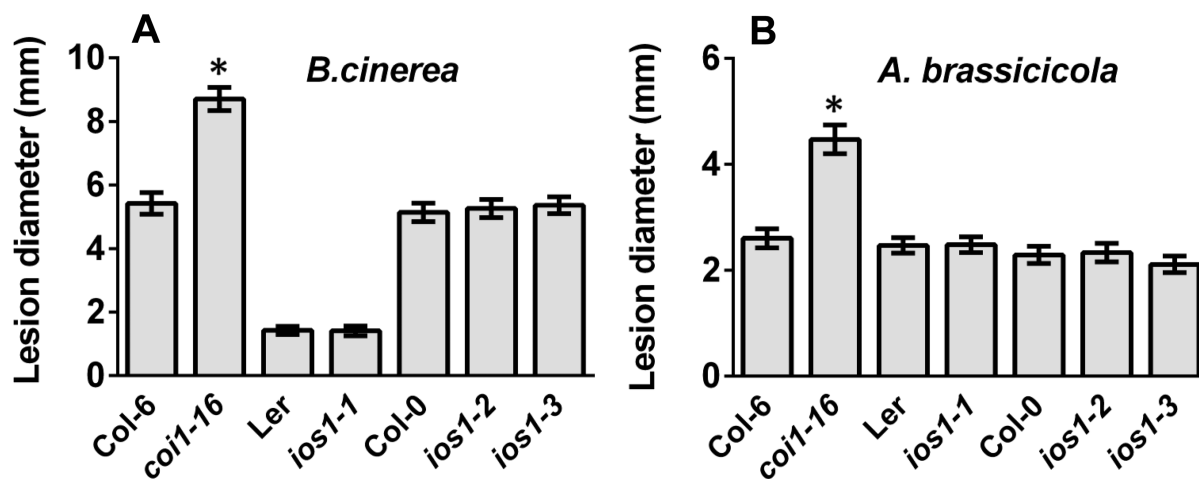 A
B.cinerea
Lesion diameter (mm)
10
8
6
4
2
0
*
Col-6
coi1-16
Ler
ios1-1
Col-0
ios1-2
ios1-3
B
A. brassicicola
Lesion diameter (mm)
6
4
2
0
*
Col-6
coi1-16
Ler
ios1-1
Col-0
ios1-2
ios1-3